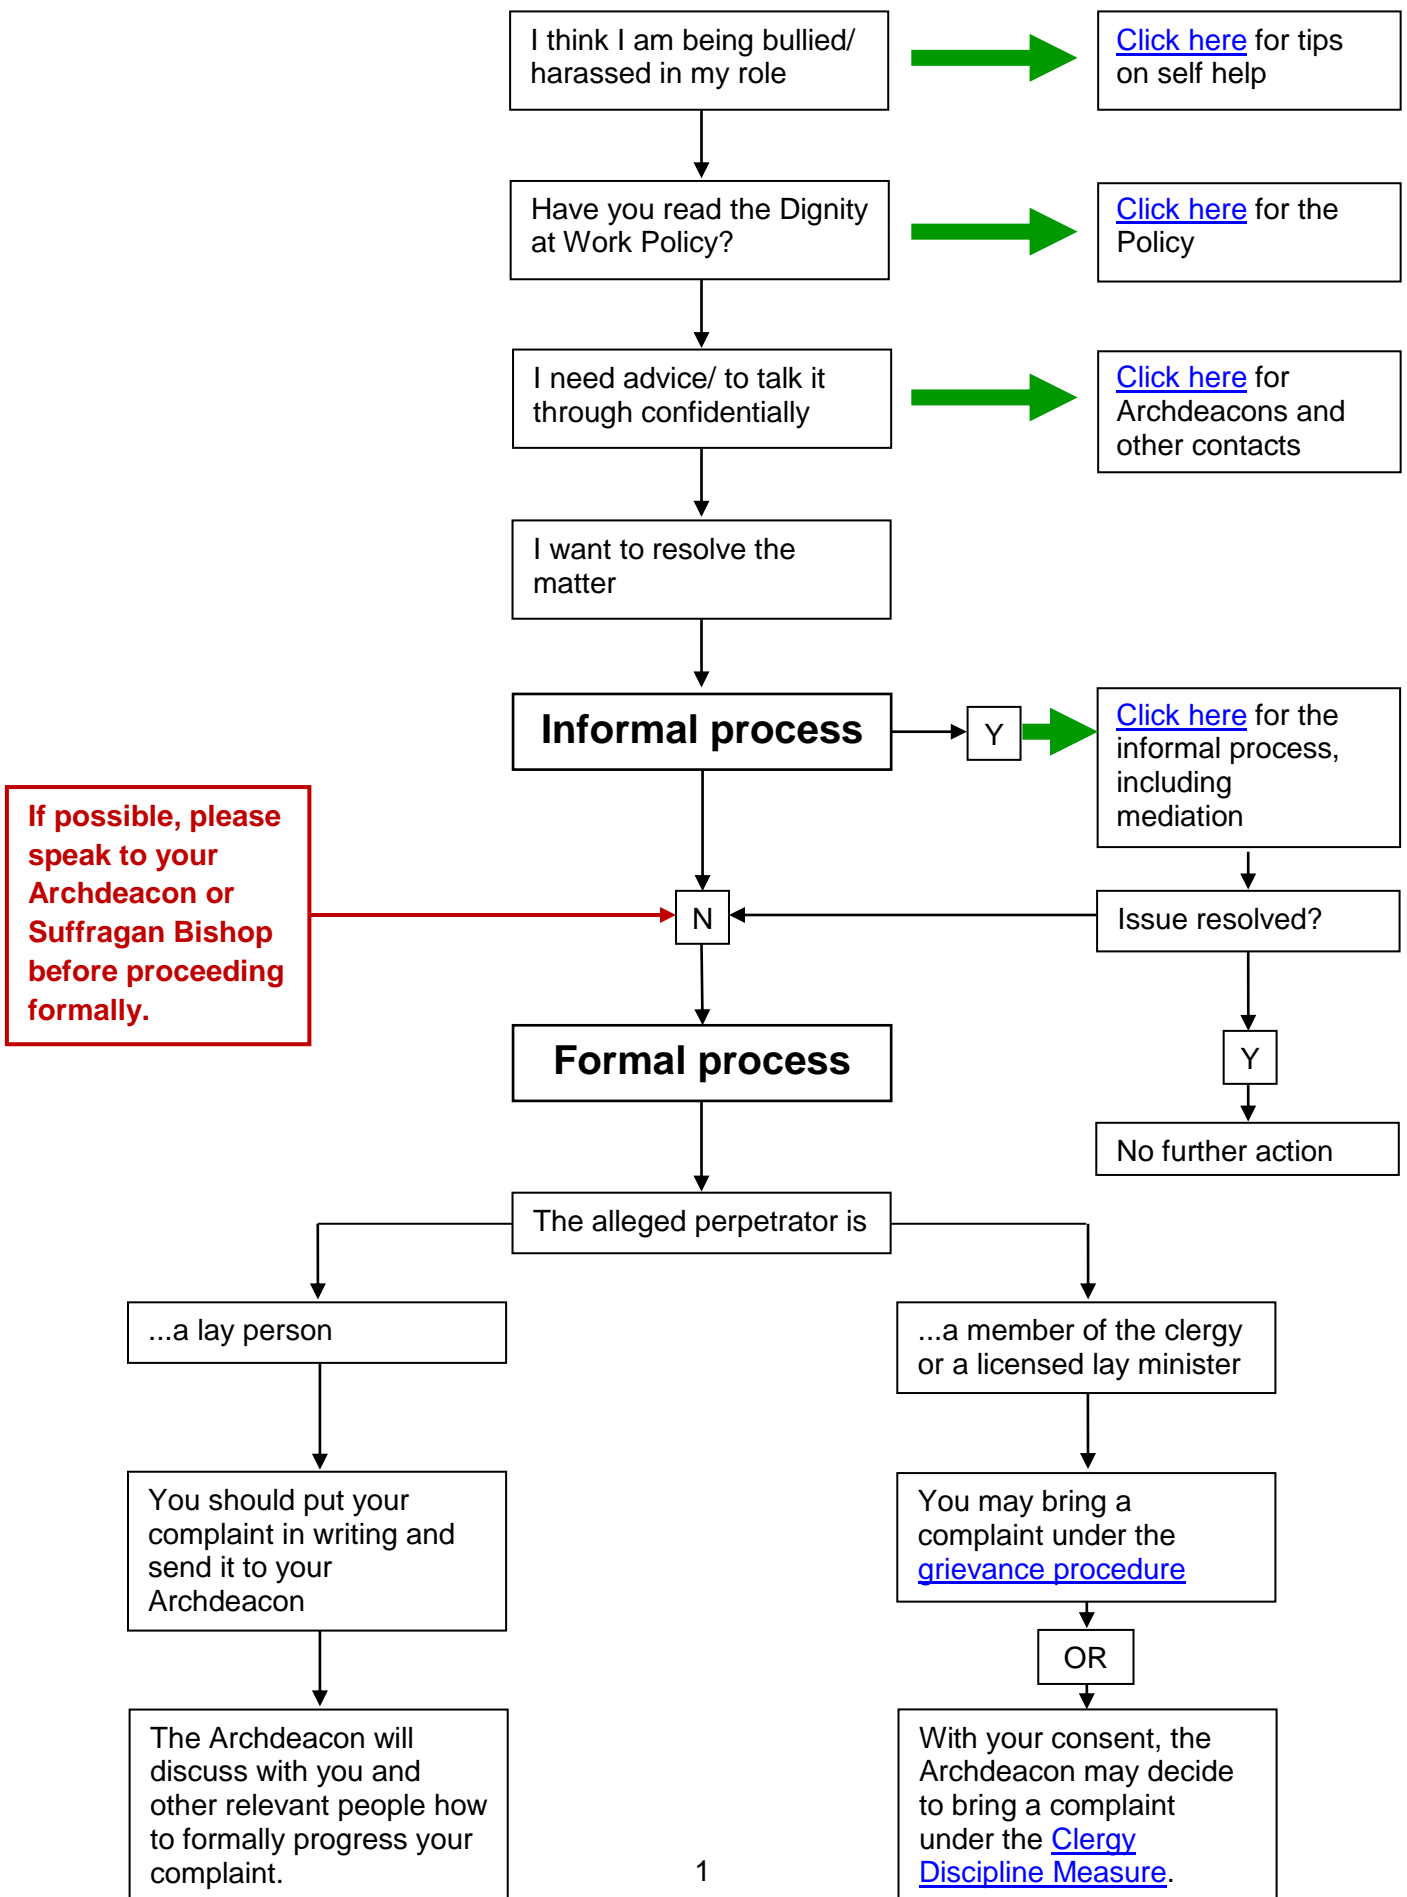 I think I am being bullied/
harassed in my role
Click here for tips
on self help
Have you read the Dignity
at Work Policy?
Click here for the
Policy
I need advice/ to talk it
through confidentially
Click here for
Archdeacons and
other contacts
I want to resolve the
matter
Informal process
Y
Click here for the
informal process,
including
mediation
If possible, please
speak to your
Archdeacon or
Suffragan Bishop
before proceeding
formally.
N
Issue resolved?
Formal process
Y
No further action
The alleged perpetrator is
...a lay person
...a member of the clergy
or a licensed lay minister
You should put your
complaint in writing and
send it to your
Archdeacon
You may bring a
complaint under the
grievance procedure
OR
The Archdeacon will
discuss with you and
other relevant people how
to formally progress your
complaint.
With your consent, the
Archdeacon may decide
to bring a complaint
under the Clergy
Discipline Measure.
1